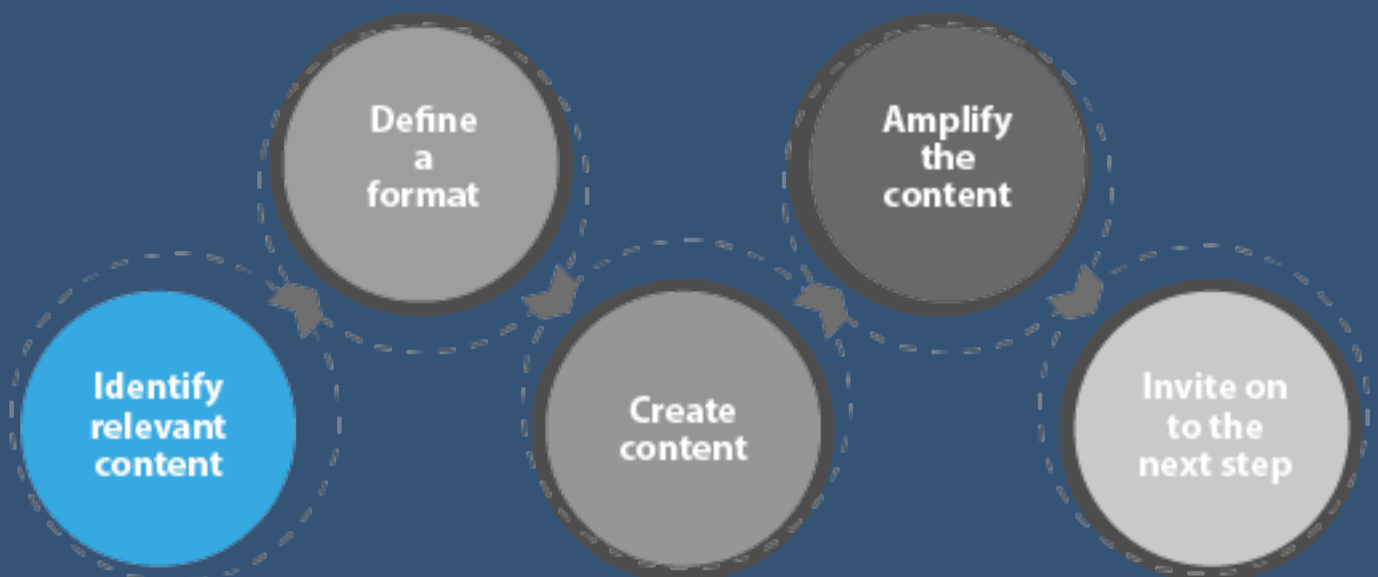 Identify
relevant
content
Define
a
format
Create
content
Amplify
the
content
Invite on
to the
next step